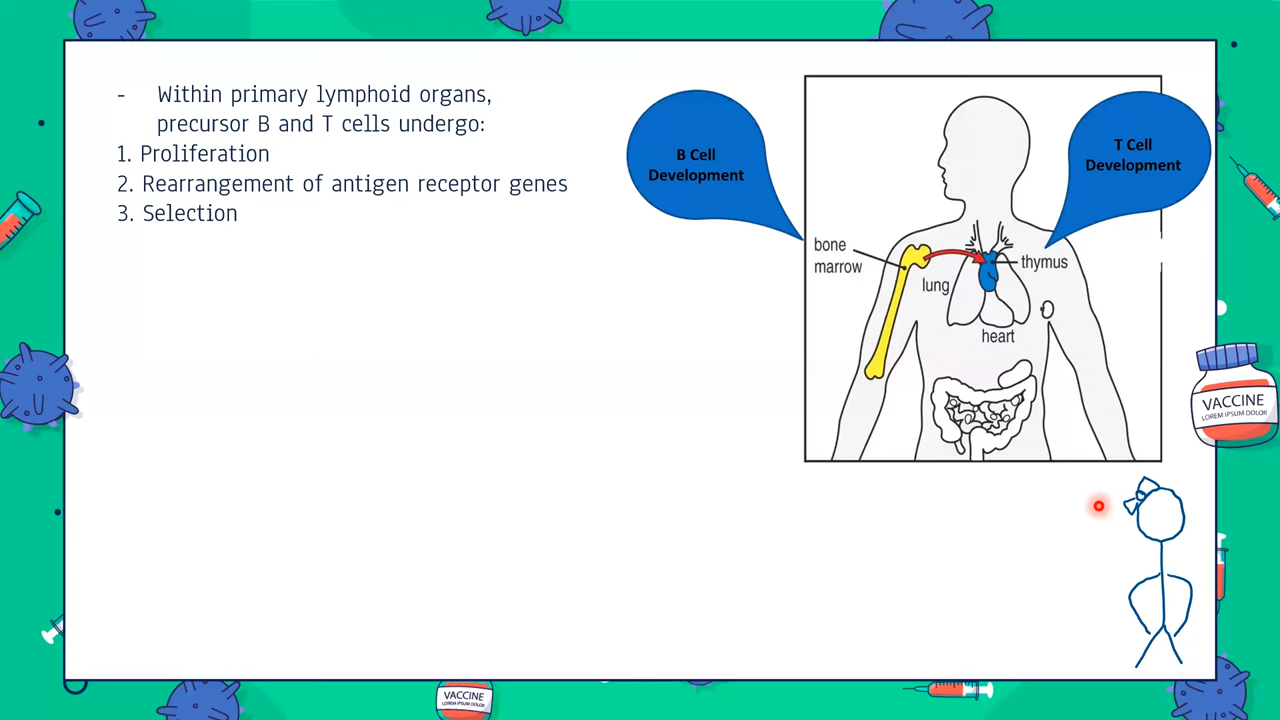 - Within primary lymphoid organs,
precursor B and T cells undergo:
1. Proliferation
2. Rearrangement of antigen receptor genes
3. Selection
B Cell
Development
T Cell
Development
bone
marrow
thymus
lung
heart
VACCINE
LOREM IPSUM DOLOR
VACCINE
LOREM IPSUM DOLOR